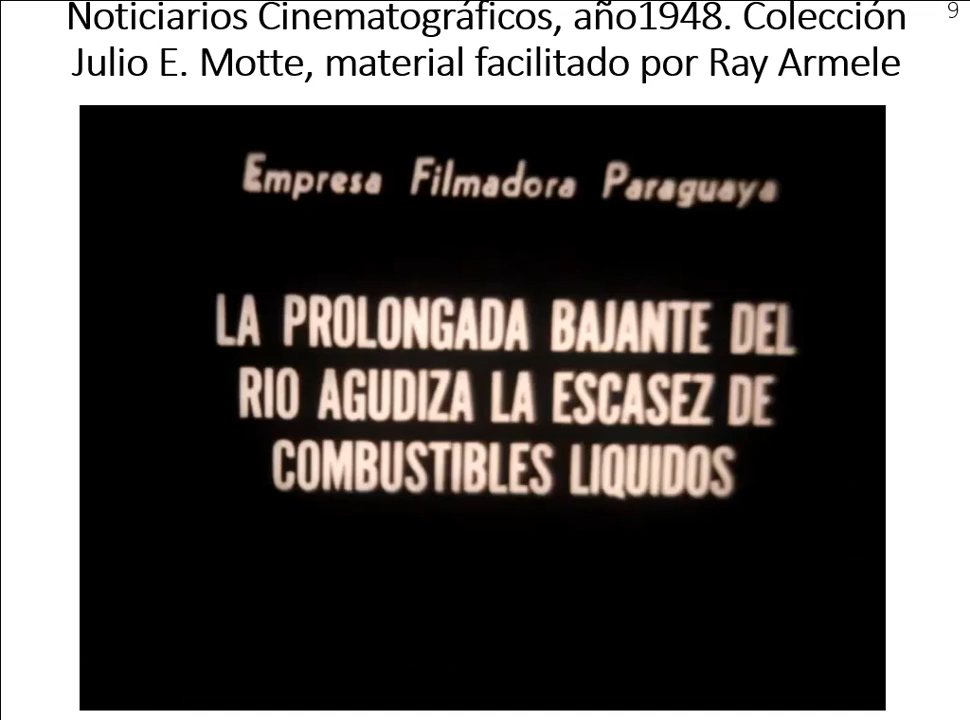 Noticiarios Cinematográficos, año1948. Colección
Julio E. Motte, material facilitado por Ray Armele
9
Empresa Filmadora Paraguaya
LA PROLONGADA BAJANTE DEL
RIO AGUDIZA LA ESCASEZ DE
COMBUSTIBLES LIQUIDOS